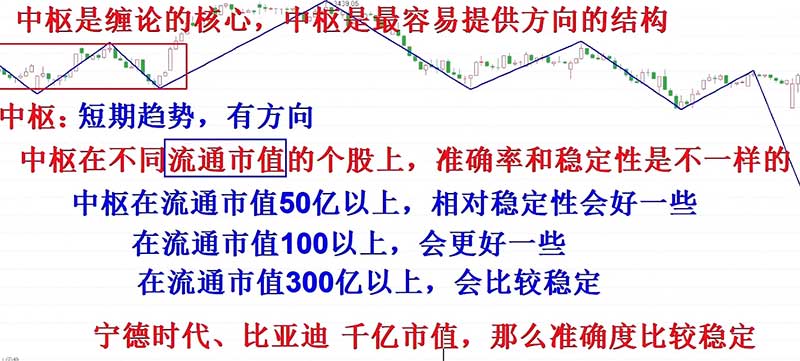 中枢是缠论的核心，中枢是最容易提供方向的结构
中枢：短期趋势，有方向
中枢在不同流通市值的个股上，准确率和稳定性是不一样的
中枢在流通市值50亿以上，相对稳定性会好一些
在流通市值100以上，会更好一些
在流通市值300亿以上，会比较稳定
宁德时代、比亚迪 千亿市值，那么准确度比较稳定